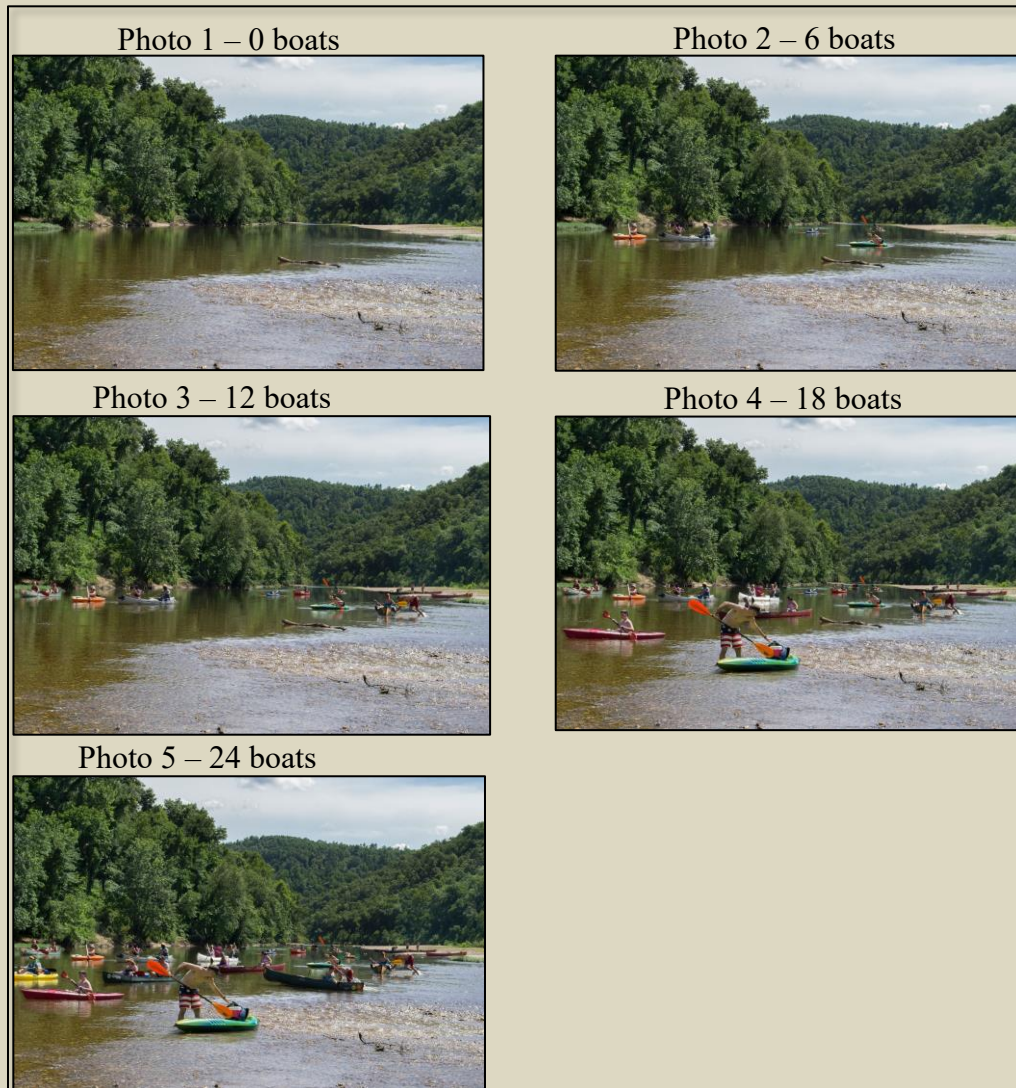 Photo 1 – 0 boats
Photo 2 – 6 boats
Photo 3 – 12 boats
Photo 4 – 18 boats
Photo 5 – 24 boats